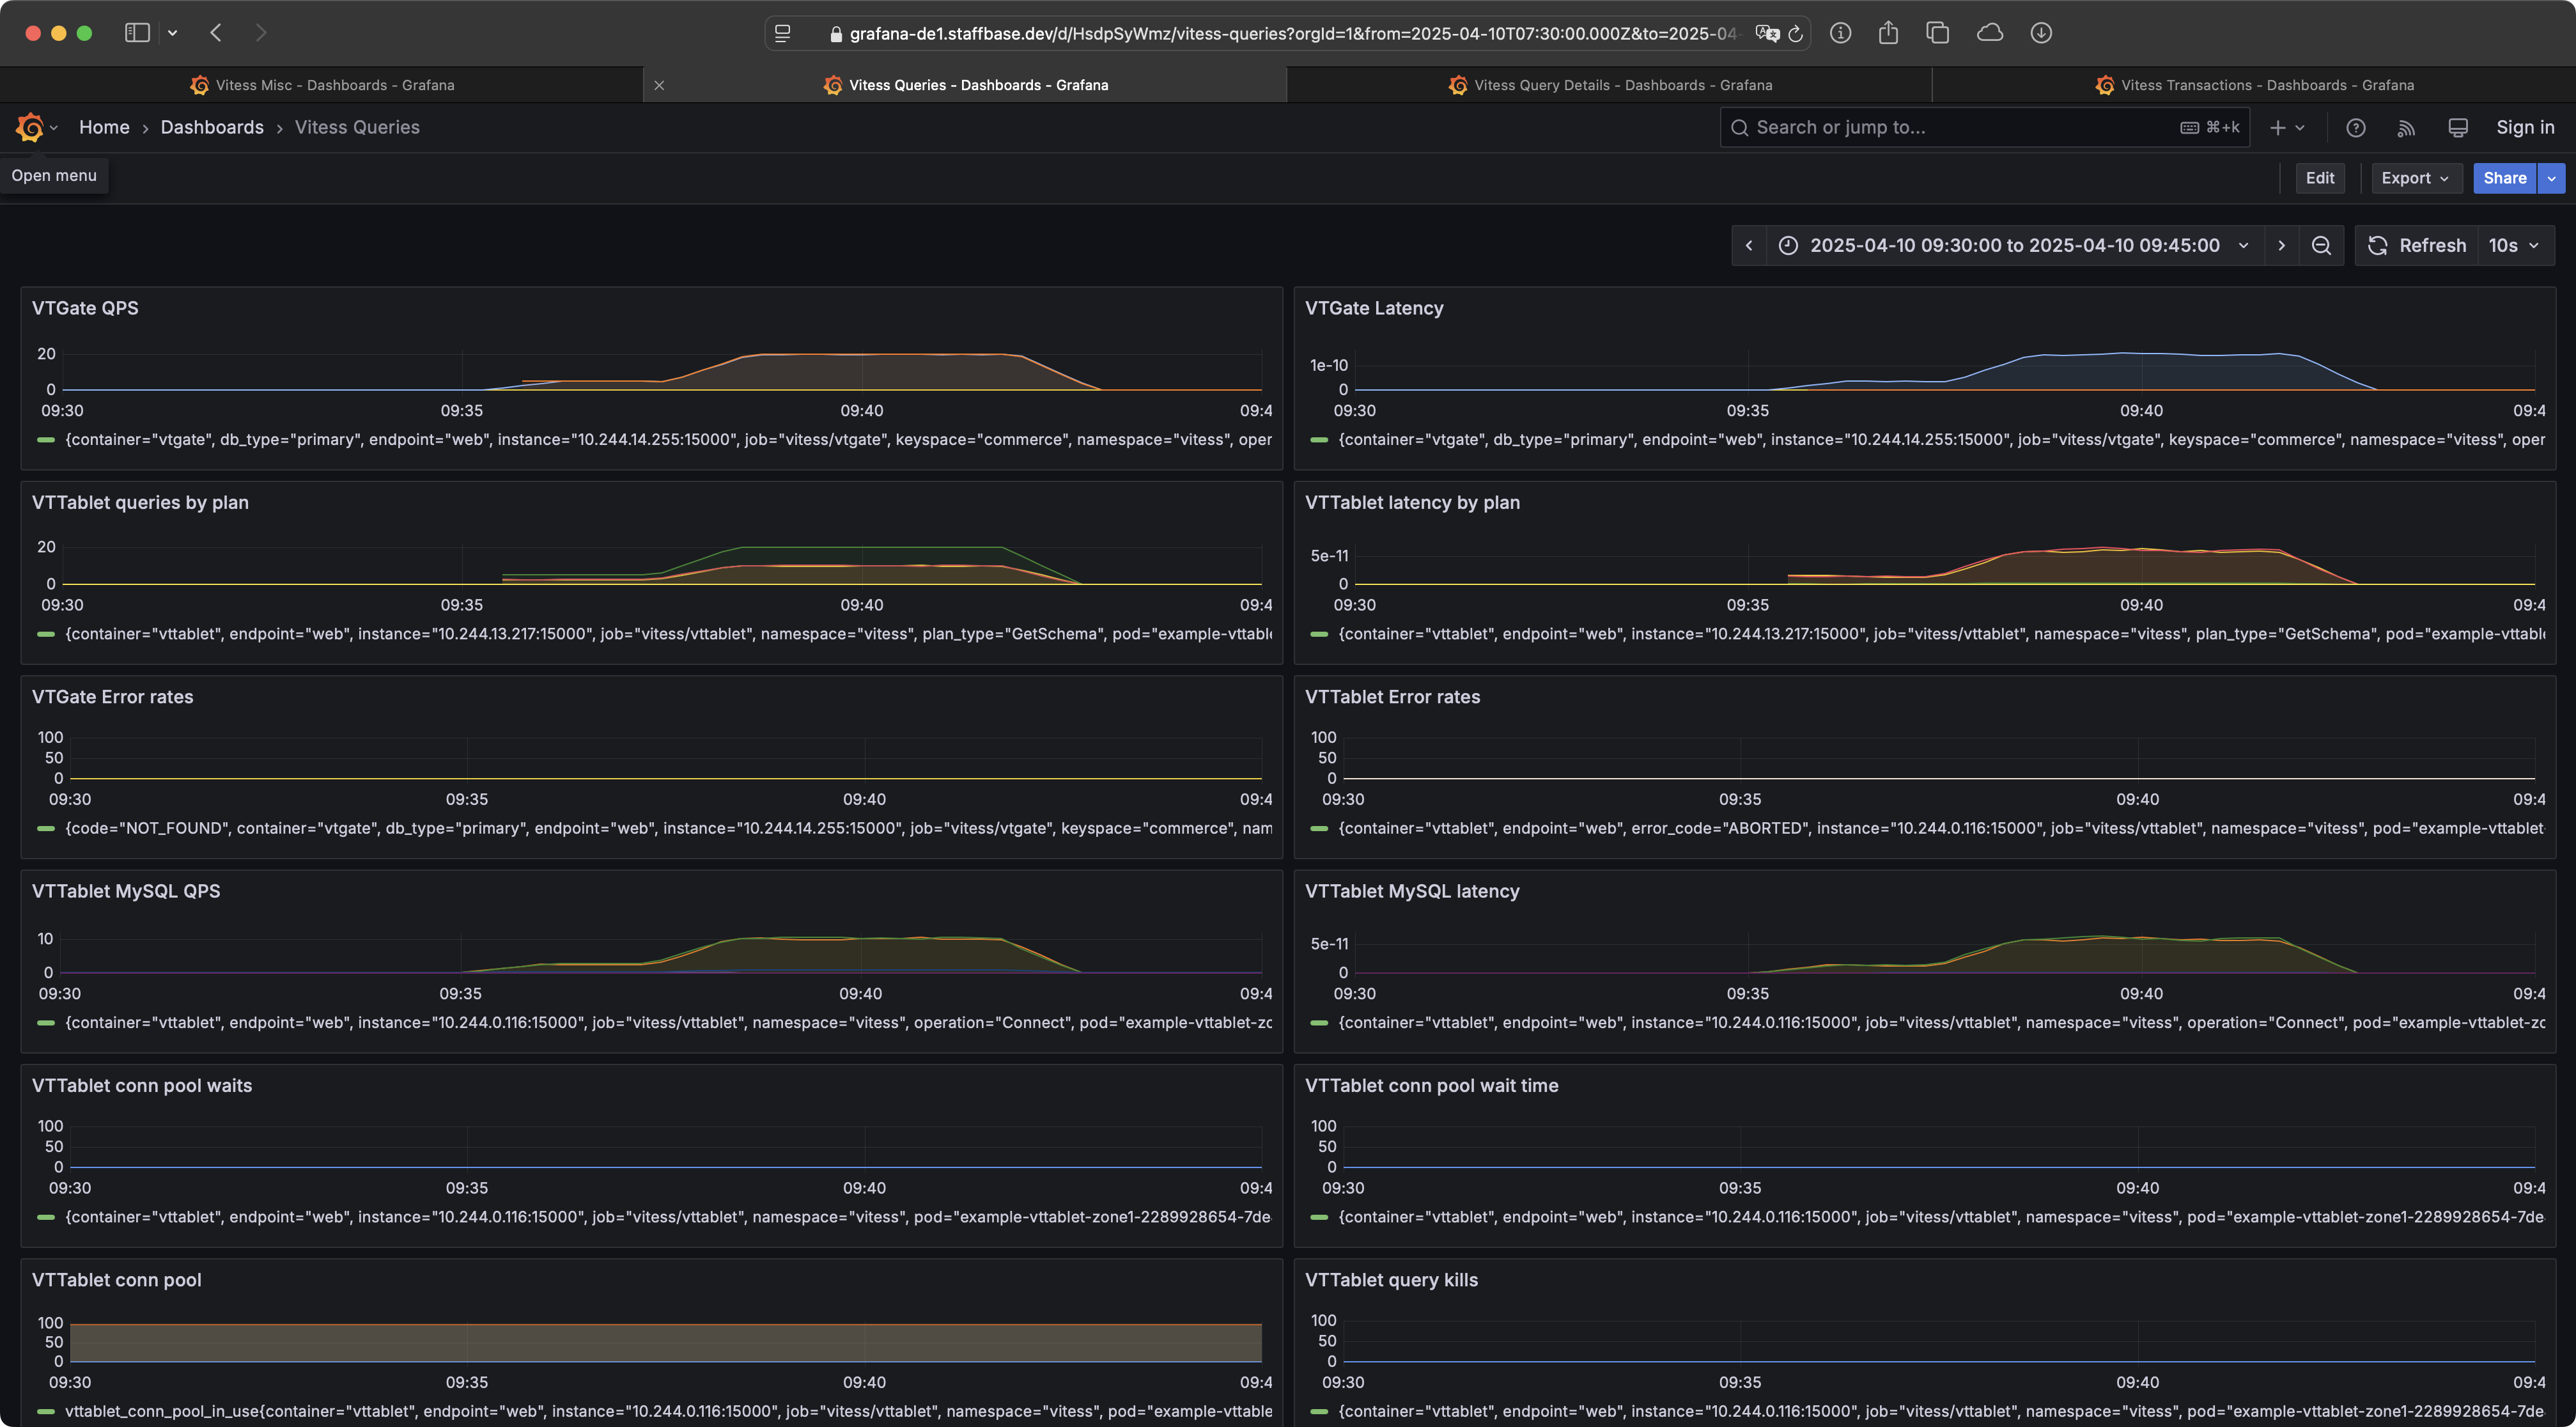 grafana-de1.staffbase.dev/d/HsdpSyWmz/vitess-queries?orgId=1&from=2025-04-10T07:30:00.000Z&to=2025-04-
Vitess Misc - Dashboards - Grafana
Vitess Queries - Dashboards - Grafana
Vitess Query Details - Dashboards - Grafana
Vitess Transactions - Dashboards - Grafana
Home › Dashboards › Vitess Queries
Search or jump to...
⌘+k
Sign in
Open menu
Edit
Export
Share
2025-04-10 09:30:00 to 2025-04-10 09:45:00
Refresh
10s
VTGate QPS
20
0
09:30 09:35 09:40 09:4
{container="vtgate", db_type="primary", endpoint="web", instance="10.244.14.255:15000", job="vitess/vtgate", keyspace="commerce", namespace="vitess", oper
VTGate Latency
1e-10
0
09:30 09:35 09:40 09:4
{container="vtgate", db_type="primary", endpoint="web", instance="10.244.14.255:15000", job="vitess/vtgate", keyspace="commerce", namespace="vitess", oper
VTTablet queries by plan
20
0
09:30 09:35 09:40 09:4
{container="vttablet", endpoint="web", instance="10.244.13.217:15000", job="vitess/vttablet", namespace="vitess", plan_type="GetSchema", pod="example-vttable
VTTablet latency by plan
5e-11
0
09:30 09:35 09:40 09:4
{container="vttablet", endpoint="web", instance="10.244.13.217:15000", job="vitess/vttablet", namespace="vitess", plan_type="GetSchema", pod="example-vttable
VTGate Error rates
100
50
0
09:30 09:35 09:40 09:4
{code="NOT_FOUND", container="vtgate", db_type="primary", endpoint="web", instance="10.244.14.255:15000", job="vitess/vtgate", keyspace="commerce", nam
VTTablet Error rates
100
50
0
09:30 09:35 09:40 09:4
{container="vttablet", endpoint="web", error_code="ABORTED", instance="10.244.0.116:15000", job="vitess/vttablet", namespace="vitess", pod="example-vttablet-
VTTablet MySQL QPS
10
0
09:30 09:35 09:40 09:4
{container="vttablet", endpoint="web", instance="10.244.0.116:15000", job="vitess/vttablet", namespace="vitess", operation="Connect", pod="example-vttablet-zo
VTTablet MySQL latency
5e-11
0
09:30 09:35 09:40 09:4
{container="vttablet", endpoint="web", instance="10.244.0.116:15000", job="vitess/vttablet", namespace="vitess", operation="Connect", pod="example-vttablet-zo
VTTablet conn pool waits
100
50
0
09:30 09:35 09:40 09:4
{container="vttablet", endpoint="web", instance="10.244.0.116:15000", job="vitess/vttablet", namespace="vitess", pod="example-vttablet-zone1-2289928654-7de
VTTablet conn pool wait time
100
50
0
09:30 09:35 09:40 09:4
{container="vttablet", endpoint="web", instance="10.244.0.116:15000", job="vitess/vttablet", namespace="vitess", pod="example-vttablet-zone1-2289928654-7de
VTTablet conn pool
100
50
0
09:30 09:35 09:40 09:4
vttablet_conn_pool_in_use{container="vttablet", endpoint="web", instance="10.244.0.116:15000", job="vitess/vttablet", namespace="vitess", pod="example-vttable
VTTablet query kills
100
50
0
09:30 09:35 09:40 09:4
{container="vttablet", endpoint="web", instance="10.244.0.116:15000", job="vitess/vttablet", namespace="vitess", pod="example-vttablet-zone1-2289928654-7de